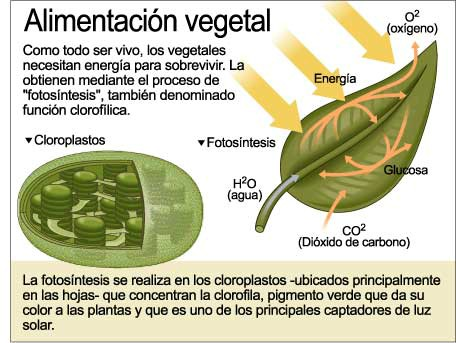 Alimentación vegetal
Como todo ser vivo, los vegetales
necesitan energía para sobrevivir. La
obtienen mediante el proceso de
"fotosíntesis", también denominado
función clorofílica.
O²
(oxígeno)
Energía
▼Cloroplastos
▼Fotosíntesis
Glucosa
H²O
(agua)
CO²
(Dióxido de carbono)
La fotosíntesis se realiza en los cloroplastos -ubicados principalmente
en las hojas- que concentran la clorofila, pigmento verde que da su
color a las plantas y que es uno de los principales captadores de luz
solar.